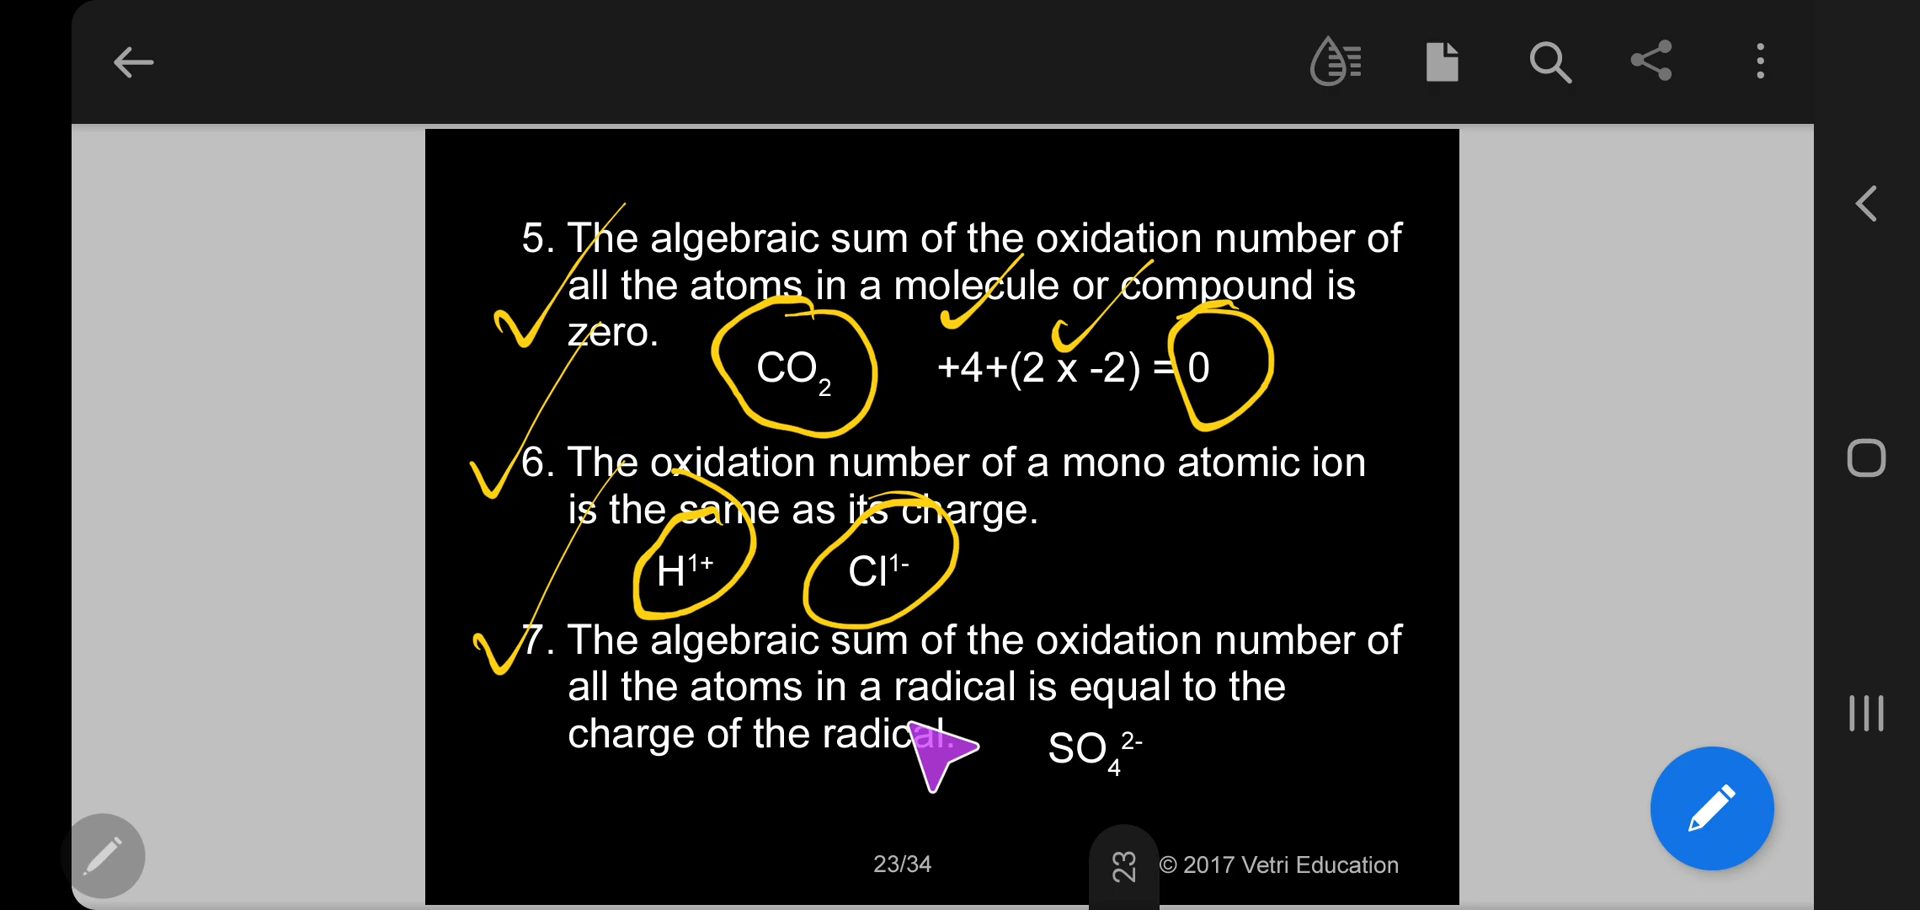 5. The algebraic sum of the oxidation number of
all the atoms in a molecule or compound is
zero.
CO₂ +4+(2 x -2) = 0
6. The oxidation number of a mono atomic ion
is the same as its charge.
H¹⁺ Cl¹⁻
7. The algebraic sum of the oxidation number of
all the atoms in a radical is equal to the
charge of the radical. SO₄²⁻
23/34 23 © 2017 Vetri Education